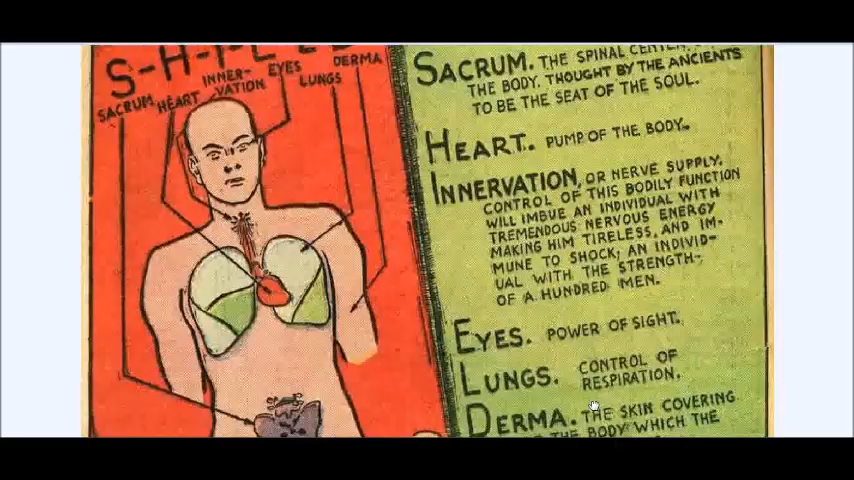 S-H-I-E-L-D
SACRUM
HEART
INNER-
VATION
EYES
LUNGS
DERMA
SACRUM. THE SPINAL
THE BODY. THOUGHT BY THE ANCIENTS
TO BE THE SEAT OF THE SOUL.
HEART. PUMP OF THE BODY.
INNERVATION, OR NERVE SUPPLY.
CONTROL OF THIS BODILY FUNCTION
WILL IMBUE AN INDIVIDUAL WITH
TREMENDOUS NERVOUS ENERGY
MAKING HIM TIRELESS, AND IM-
MUNE TO SHOCK; AN INDIVID-
UAL WITH THE STRENGTH
OF A HUNDRED MEN.
EYES. POWER OF SIGHT.
LUNGS. CONTROL OF
RESPIRATION.
DERMA. THE SKIN COVERING
THE BODY WHICH THE